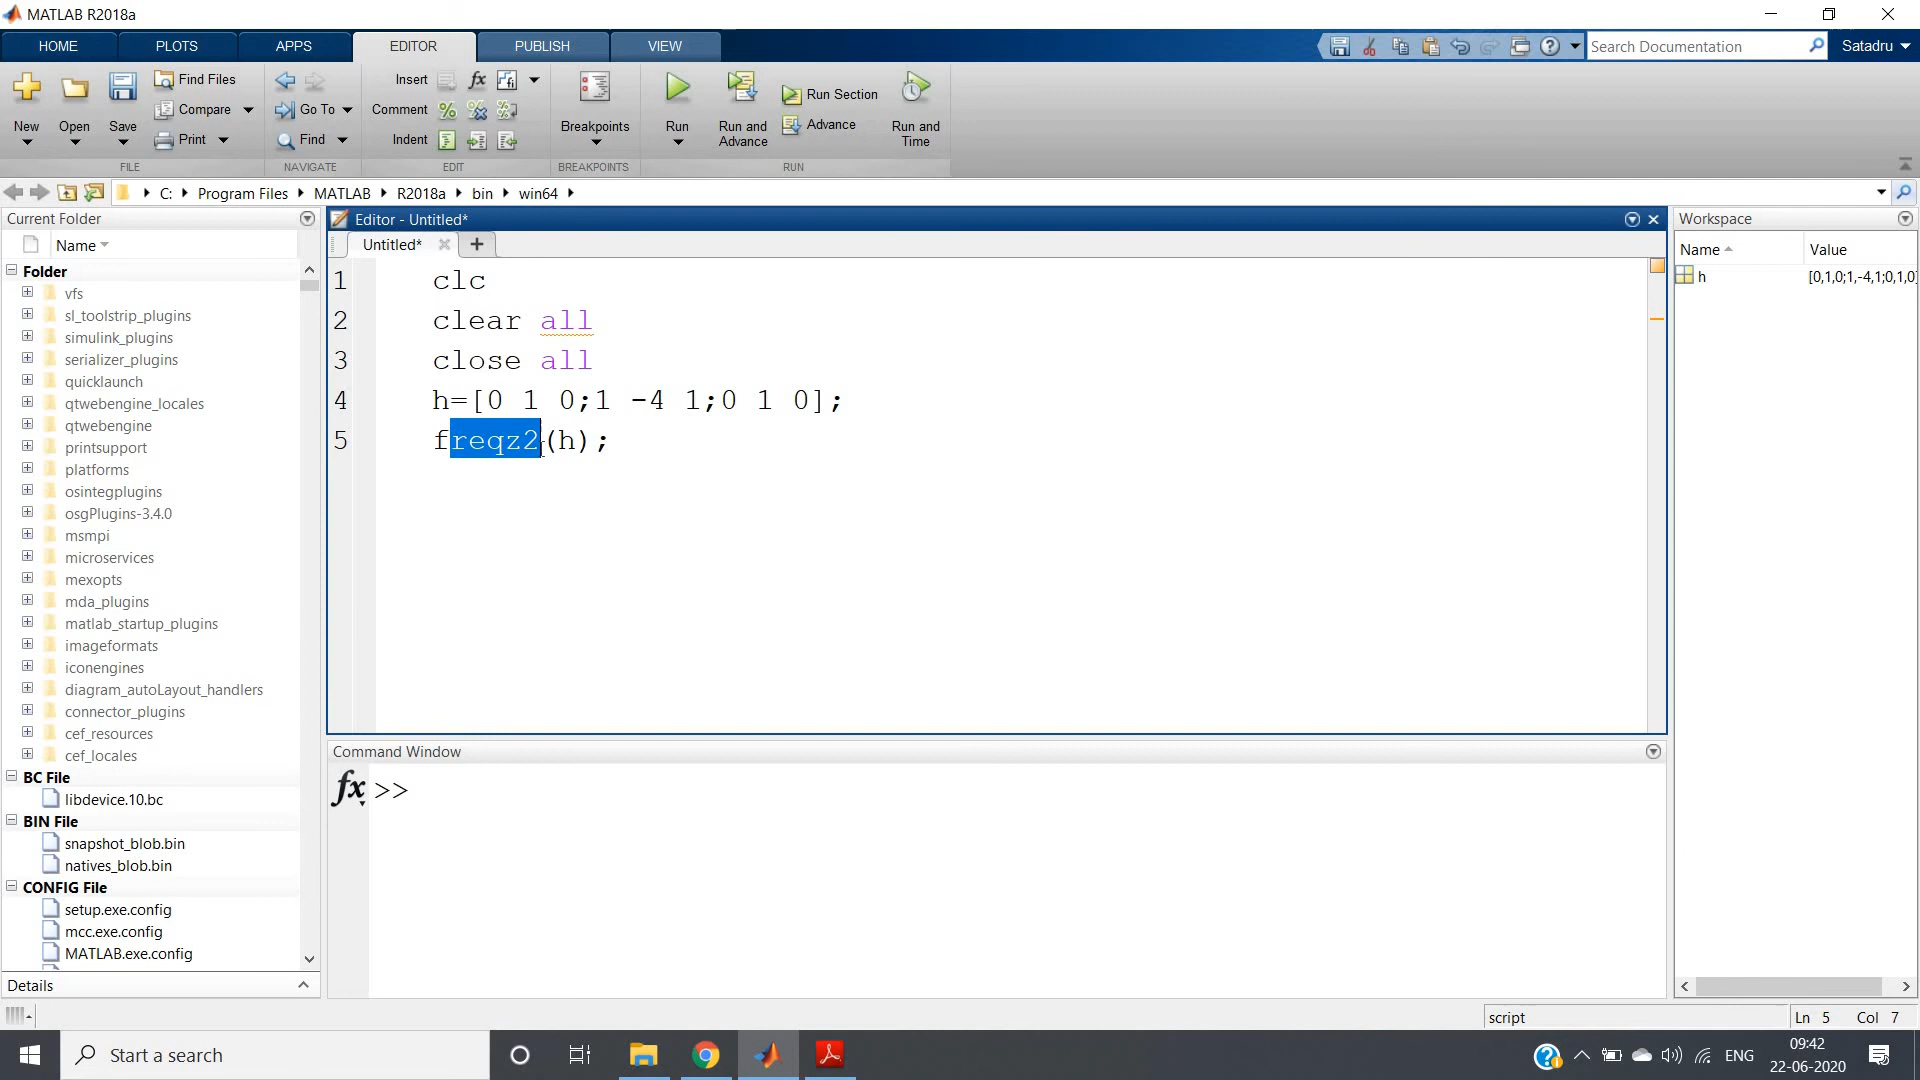 MATLAB R2018a
HOME PLOTS APPS EDITOR PUBLISH VIEW
Search Documentation
Satadru
New Open Save Find Files Compare Print
FILE
Go To Find
NAVIGATE
Insert fx
Comment
Indent
EDIT
Breakpoints
BREAKPOINTS
Run Run and Advance Run Section Advance Run and Time
RUN
C: Program Files MATLAB R2018a bin win64
Current Folder
Name
Folder
vfs
sl_toolstrip_plugins
simulink_plugins
serializer_plugins
quicklaunch
qtwebengine_locales
qtwebengine
printsupport
platforms
osintegplugins
osgPlugins-3.4.0
msmpi
microservices
mexopts
mda_plugins
matlab_startup_plugins
imageformats
iconengines
diagram_autoLayout_handlers
connector_plugins
cef_resources
cef_locales
BC File
libdevice.10.bc
BIN File
snapshot_blob.bin
natives_blob.bin
CONFIG File
setup.exe.config
mcc.exe.config
MATLAB.exe.config
Details
Editor - Untitled*
Untitled*
1 clc
2 clear all
3 close all
4 h=[0 1 0;1 -4 1;0 1 0];
5 freqz2(h);
Command Window
fx >>
Workspace
Name Value
h [0,1,0;1,-4,1;0,1,0]
script
Ln 5 Col 7
Start a search
ENG
09:42
22-06-2020